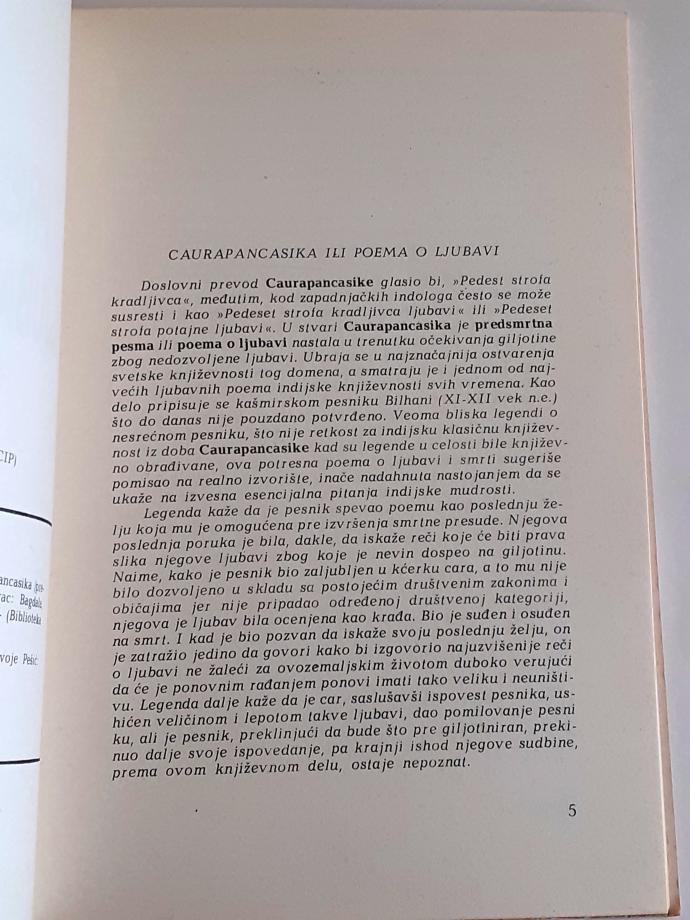 CIP)
ancasika
ac: Bagdala,
(Biblioteka
voje Pešić
CAURAPANCASIKA ILI POEMA O LJUBAVI
Doslovni prevod Caurapancasike glasio bi, »Pedest strofa
kradljivca«, međutim, kod zapadnjačkih indologa često se može
susresti i kao »Pedeset strofa kradljivca ljubavi« ili »Pedeset
strofa potajne ljubavi«. U stvari Caurapancasika je predsmrtna
pesma ili poema o ljubavi nastala u trenutku očekivanja giljotine
zbog nedozvoljene ljubavi. Ubraja se u najznačajnija ostvarenja
svetske književnosti tog domena, a smatraju je i jednom od naj-
većih ljubavnih poema indijske književnosti svih vremena. Kao
delo pripisuje se kašmirskom pesniku Bilhani (XI-XII vek n.e.)
što do danas nije pouzdano potvrđeno. Veoma bliska legendi o
nesrećnom pesniku, što nije retkost za indijsku klasičnu književ-
nost iz doba Caurapancasike kad su legende u celosti bile književ-
no obrađivane, ova potresna poema o ljubavi i smrti sugeriše
pomisao na realno izvorište, inače nadahnuta nastojanjem da se
ukaže na izvesna esencijalna pitanja indijske mudrosti.
Legenda kaže da je pesnik spevao poemu kao poslednju že-
lju koja mu je omogućena pre izvršenja smrtne presude. Njegova
poslednja poruka je bila, dakle, da iskaže reči koje će biti prava
slika njegove ljubavi zbog koje je nevin dospeo na giljotinu.
Naime, kako je pesnik bio zaljubljen u kćerku cara, a to mu nije
bilo dozvoljeno u skladu sa postojećim društvenim zakonima i
običajima jer nije pripadao određenoj društvenoj kategoriji,
njegova je ljubav bila ocenjena kao krađa. Bio je suđen i osuđen
na smrt. I kad je bio pozvan da iskaže svoju poslednju želju, on
je zatražio jedino da govori kako bi izgovorio najuzvišenije reči
o ljubavi ne žaleći za ovozemaljskim životom duboko verujući
da će je ponovnim rađanjem ponovi imati tako veliku i neuništi-
vu. Legenda dalje kaže da je car, saslušavši ispovest pesnika, us-
hićen veličinom i lepotom takve ljubavi, dao pomilovanje pesni
ku, ali je pesnik, preklinjući da bude što pre giljotiniran, preki-
nuo dalje svoje ispovedanje, pa krajnji ishod njegove sudbine,
prema ovom književnom delu, ostaje nepoznat.
5